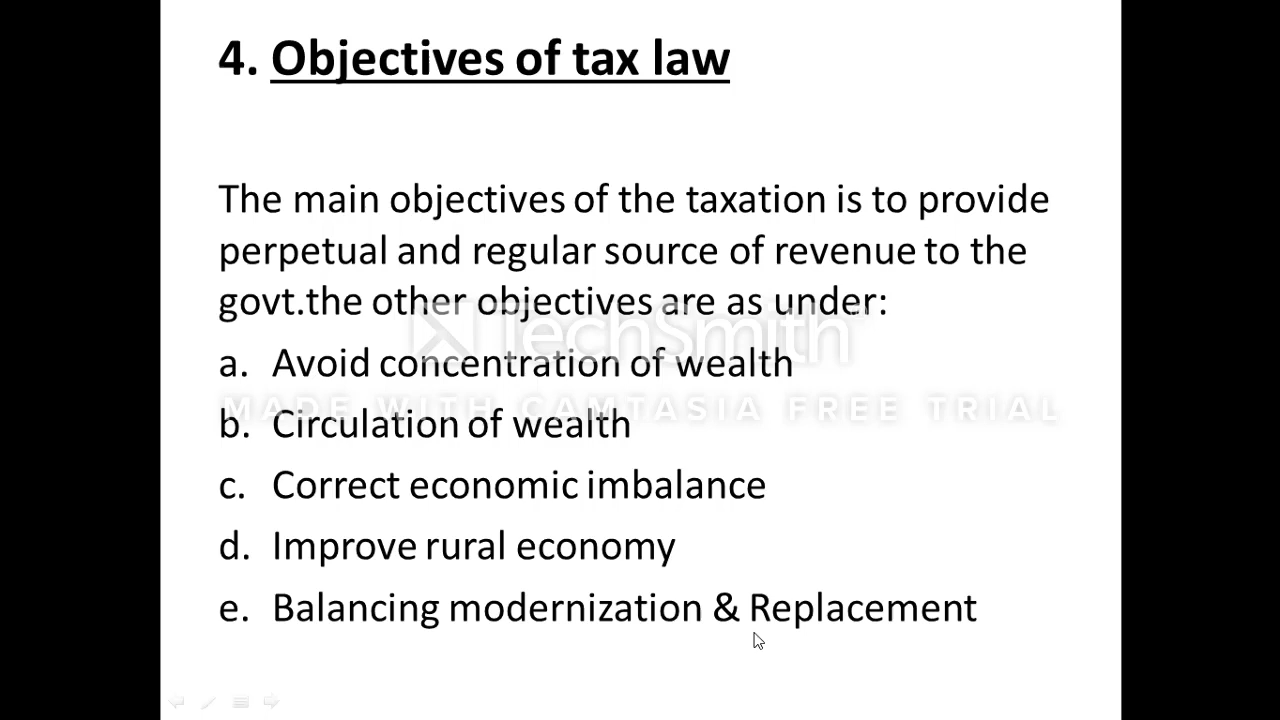 4. Objectives of tax law
The main objectives of the taxation is to provide
perpetual and regular source of revenue to the
govt.the other objectives are as under:
TechSmith
a. Avoid concentration of wealth
MADE WITH CAMTASIA FREE TRIAL
b. Circulation of wealth
c. Correct economic imbalance
d. Improve rural economy
e. Balancing modernization & Replacement